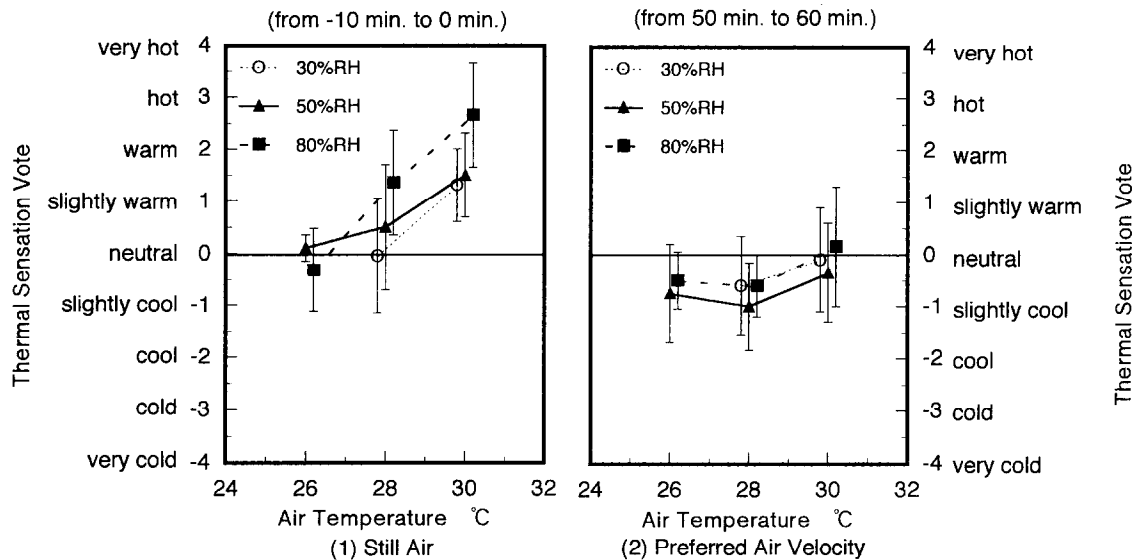 (from -10 min. to 0 min.)
very hot 4
hot 3
warm 2
slightly warm 1
neutral 0
slightly cool -1
cool -2
cold -3
very cold -4
Thermal Sensation Vote
30%RH
50%RH
80%RH
24 26 28 30 32
Air Temperature ℃
(1) Still Air
(from 50 min. to 60 min.)
30%RH
50%RH
80%RH
4 very hot
3 hot
2 warm
1 slightly warm
0 neutral
-1 slightly cool
-2 cool
-3 cold
-4 very cold
Thermal Sensation Vote
24 26 28 30 32
Air Temperature ℃
(2) Preferred Air Velocity